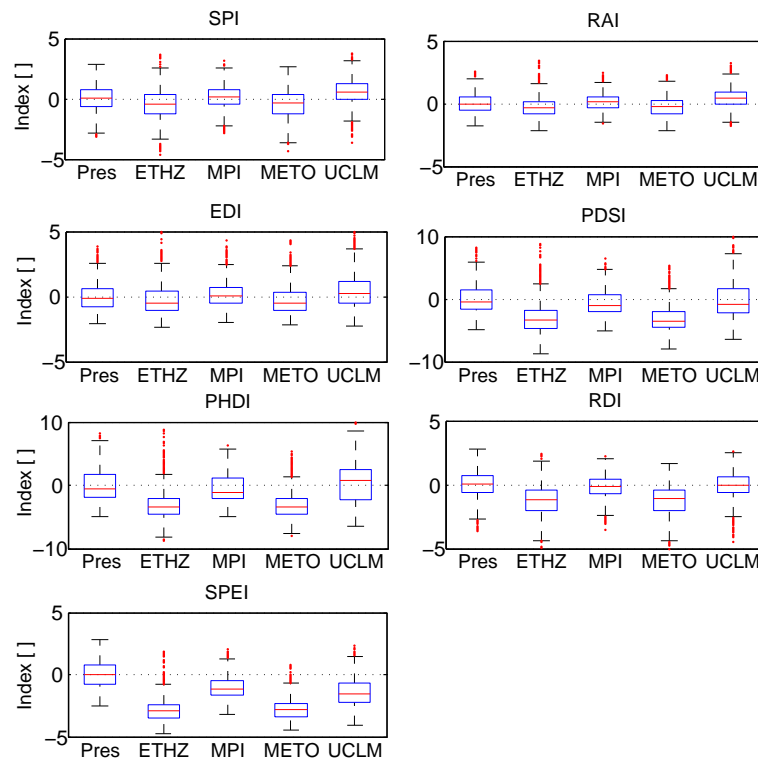 SPI
5
0
−5
Index [ ]
Pres ETHZ MPI METO UCLM
RAI
5
0
−5
Pres ETHZ MPI METO UCLM
EDI
5
0
−5
Pres ETHZ MPI METO UCLM
PDSI
10
0
−10
Pres ETHZ MPI METO UCLM
PHDI
10
0
−10
Pres ETHZ MPI METO UCLM
RDI
5
0
−5
Pres ETHZ MPI METO UCLM
SPEI
5
0
−5
Index [ ]
Pres ETHZ MPI METO UCLM